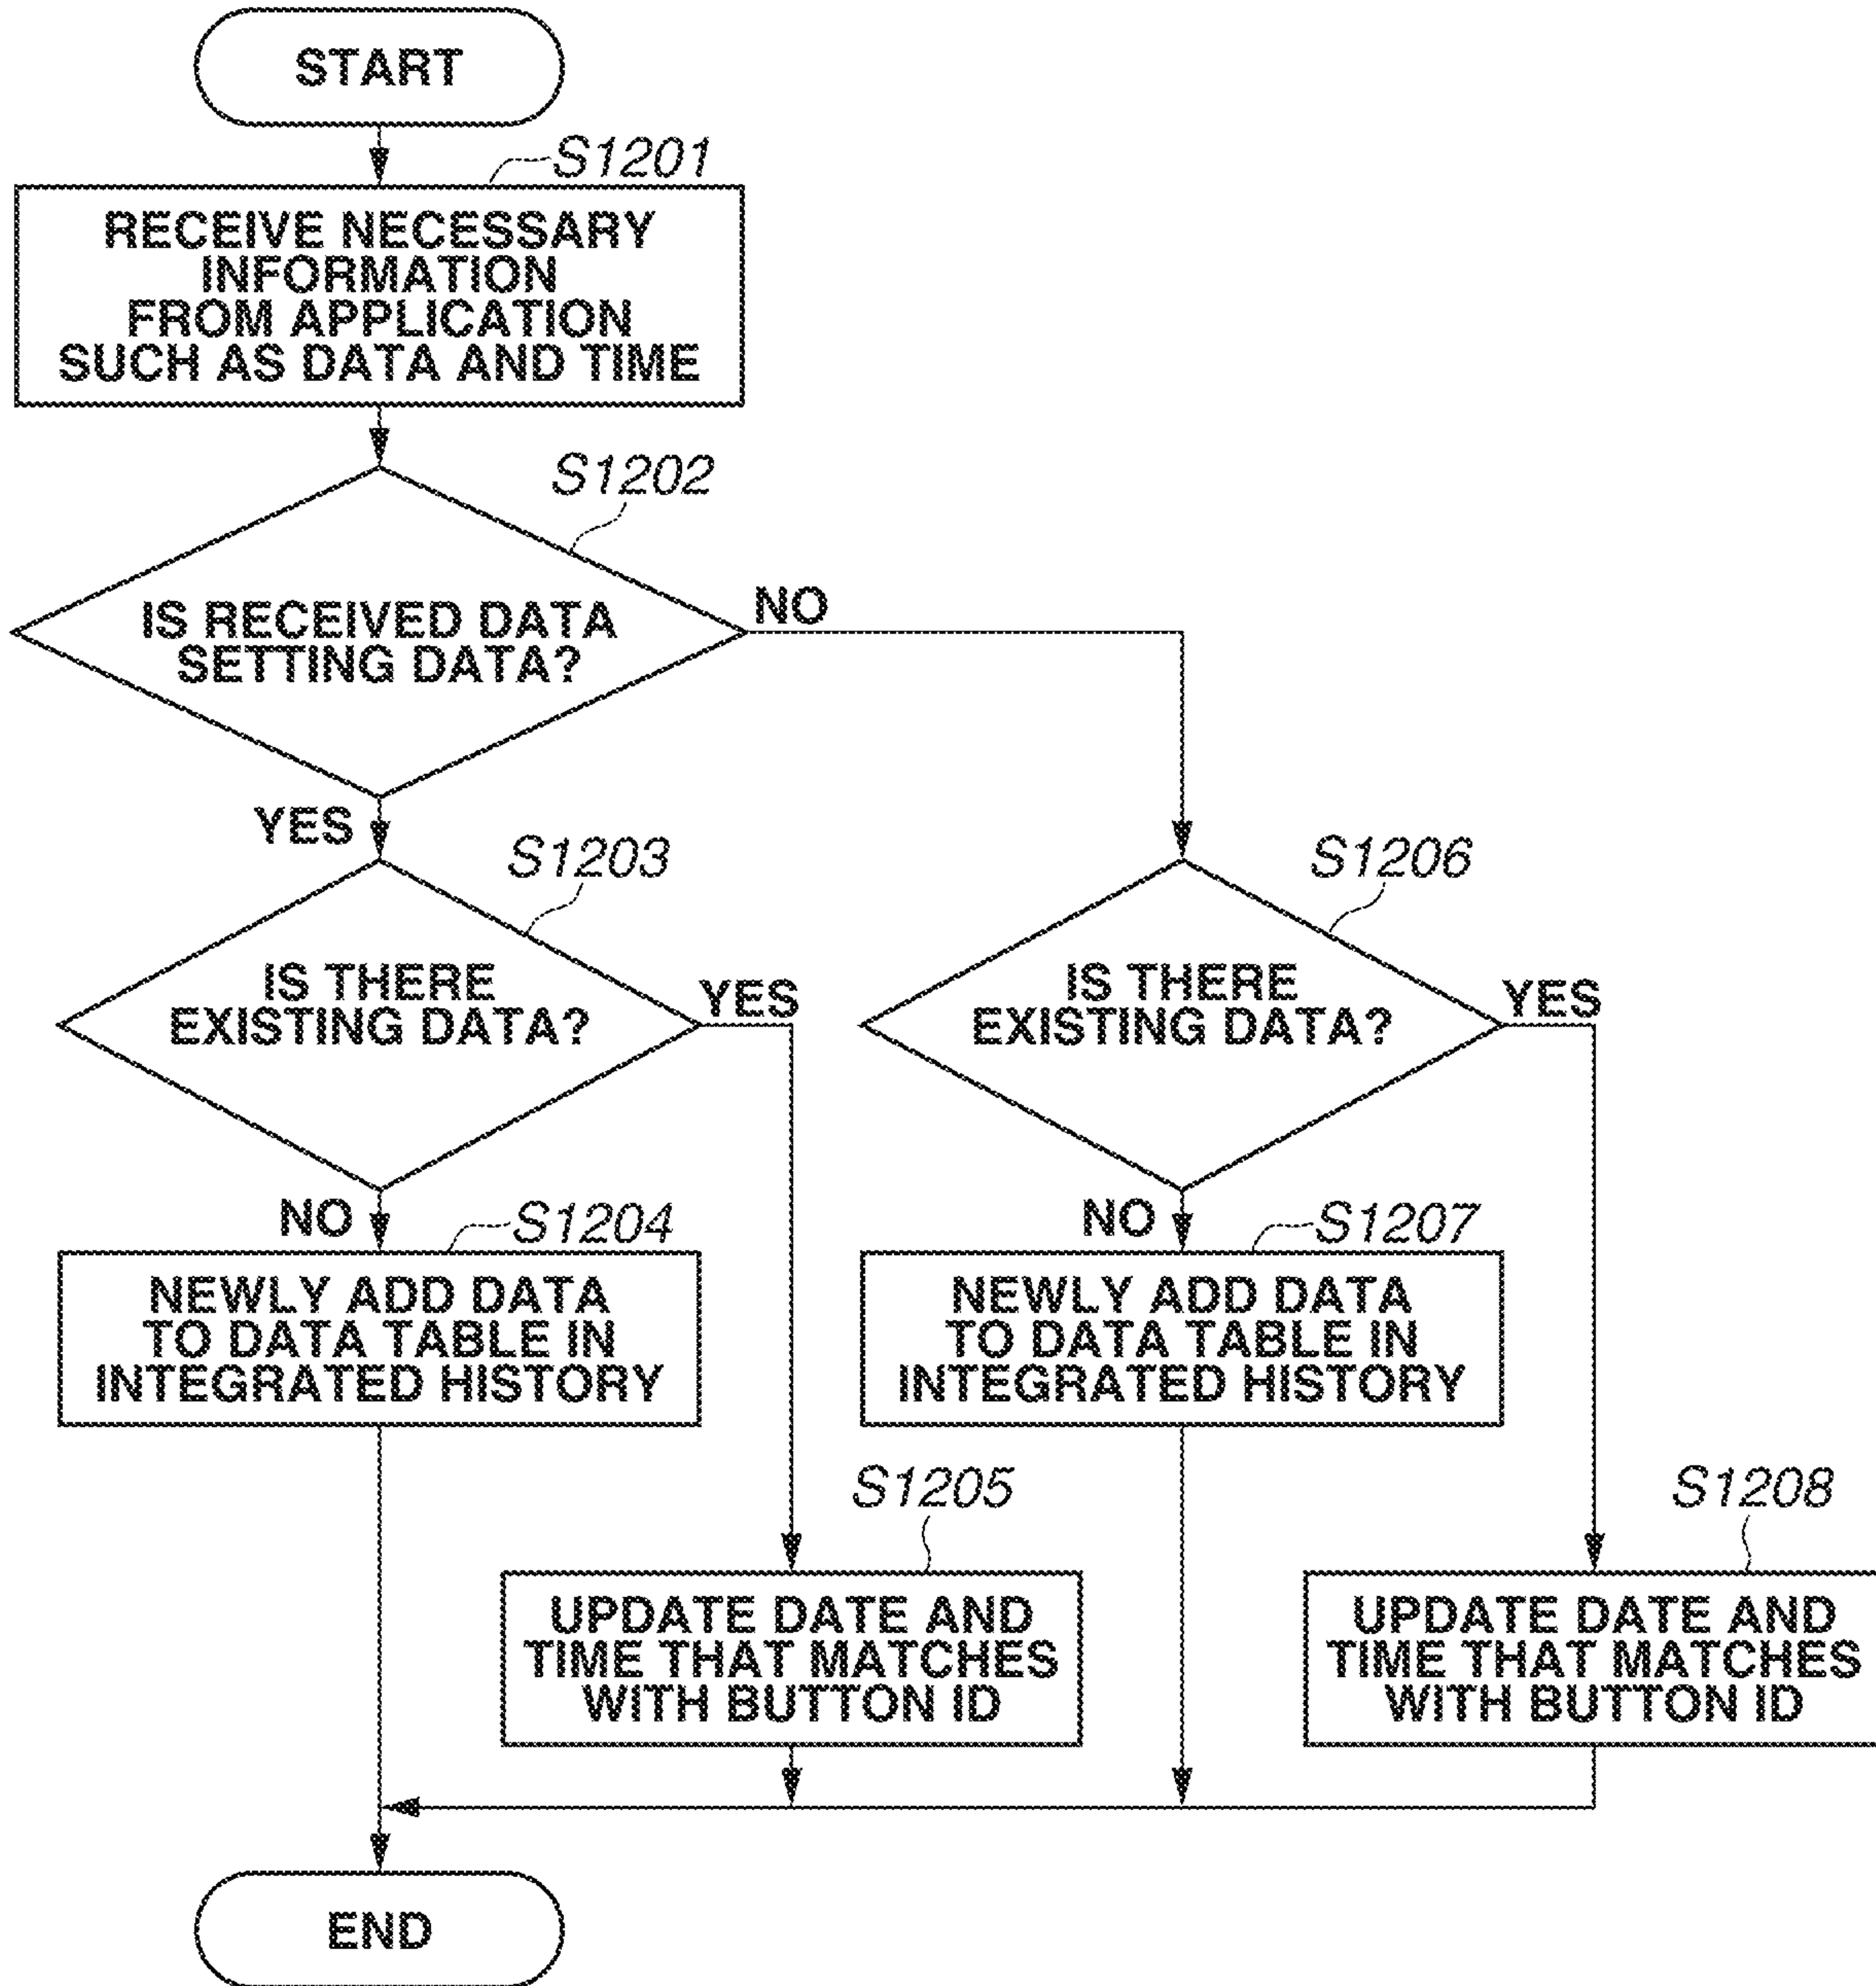 START
S1201
RECEIVE NECESSARY
INFORMATION
FROM APPLICATION
SUCH AS DATA AND TIME
S1202
IS RECEIVED DATA
SETTING DATA?
NO
YES
S1203
IS THERE
EXISTING DATA?
YES
S1206
IS THERE
EXISTING DATA?
YES
NO
S1204
NEWLY ADD DATA
TO DATA TABLE IN
INTEGRATED HISTORY
NO
S1207
NEWLY ADD DATA
TO DATA TABLE IN
INTEGRATED HISTORY
S1205
UPDATE DATE AND
TIME THAT MATCHES
WITH BUTTON ID
S1208
UPDATE DATE AND
TIME THAT MATCHES
WITH BUTTON ID
END